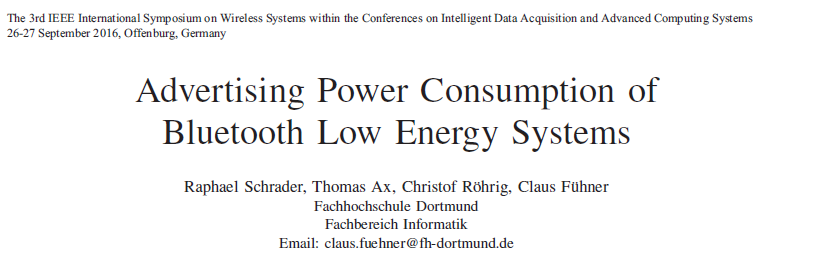 The 3rd IEEE International Symposium on Wireless Systems within the Conferences on Intelligent Data Acquisition and Advanced Computing Systems
26-27 September 2016, Offenburg, Germany
Advertising Power Consumption of
Bluetooth Low Energy Systems
Raphael Schrader, Thomas Ax, Christof Röhrig, Claus Fühner
Fachhochschule Dortmund
Fachbereich Informatik
Email: claus.fuehner@fh-dortmund.de